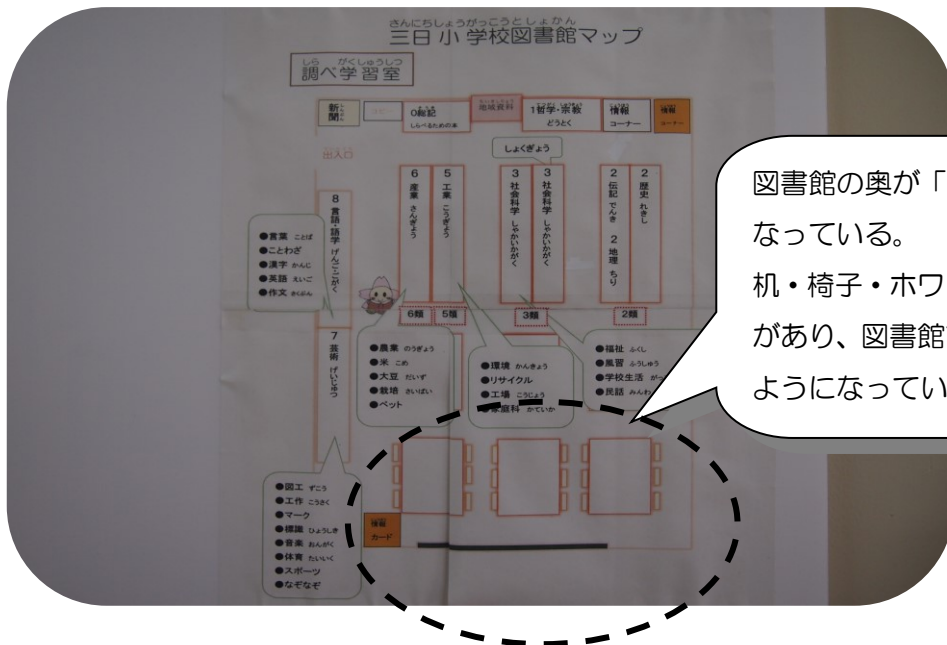 さんにちしょうがっこうとしょかん
三日小学校図書館マップ
しら がくしゅうしつ
調べ学習室
新聞
0総記
しらべるための本
地域資料
1哲学・宗教
どうとく
情報
コーナー
情報
コーナー
出入口
しょくぎょう
8 言語・語学 げんごごがく
6 産業 さんぎょう
5 工業 こうぎょう
3 社会科学 しゃかいかがく
3 社会科学 しゃかいかがく
2 伝記 でんき 2 地理 ちり
2 歴史 れきし
●言葉 ことば
●ことわざ
●漢字 かんじ
●英語 えいご
●作文 さくぶん
6類
5類
3類
2類
7 芸術 げいじゅつ
●農業 のうぎょう
●米 こめ
●大豆 だいず
●栽培 さいばい
●ペット
●環境 かんきょう
●リサイクル
●工場 こうじょう
●家庭科 かていか
●福祉 ふくし
●風習 ふうしゅう
●学校生活
●民話 みんわ
●図工 ずこう
●工作 こうさく
●マーク
●標識 ひょうしき
●音楽 おんがく
●体育 たいいく
●スポーツ
●なぞなぞ
情報
カード
図書館の奥が「
なっている。
机・椅子・ホワ
があり、図書館
ようになってい